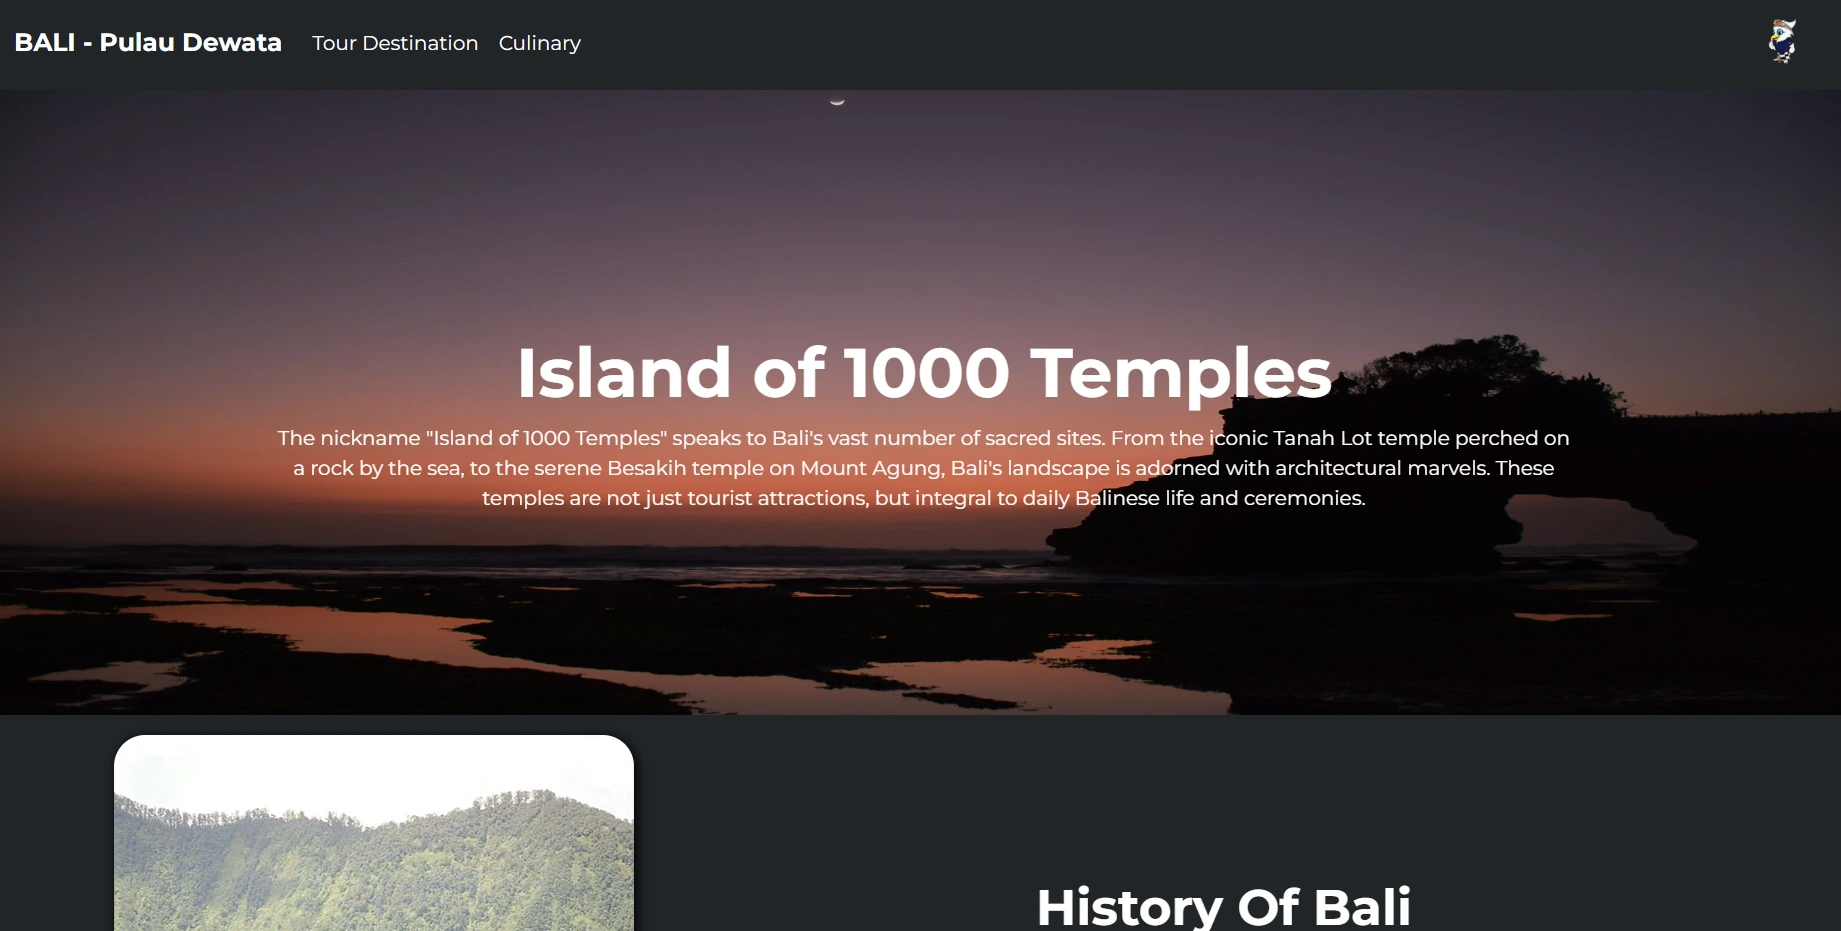 BALI - Pulau Dewata
Tour Destination
Culinary
Island of 1000 Temples
The nickname "Island of 1000 Temples" speaks to Bali's vast number of sacred sites. From the iconic Tanah Lot temple perched on
a rock by the sea, to the serene Besakih temple on Mount Agung, Bali's landscape is adorned with architectural marvels. These
temples are not just tourist attractions, but integral to daily Balinese life and ceremonies.
History Of Bali